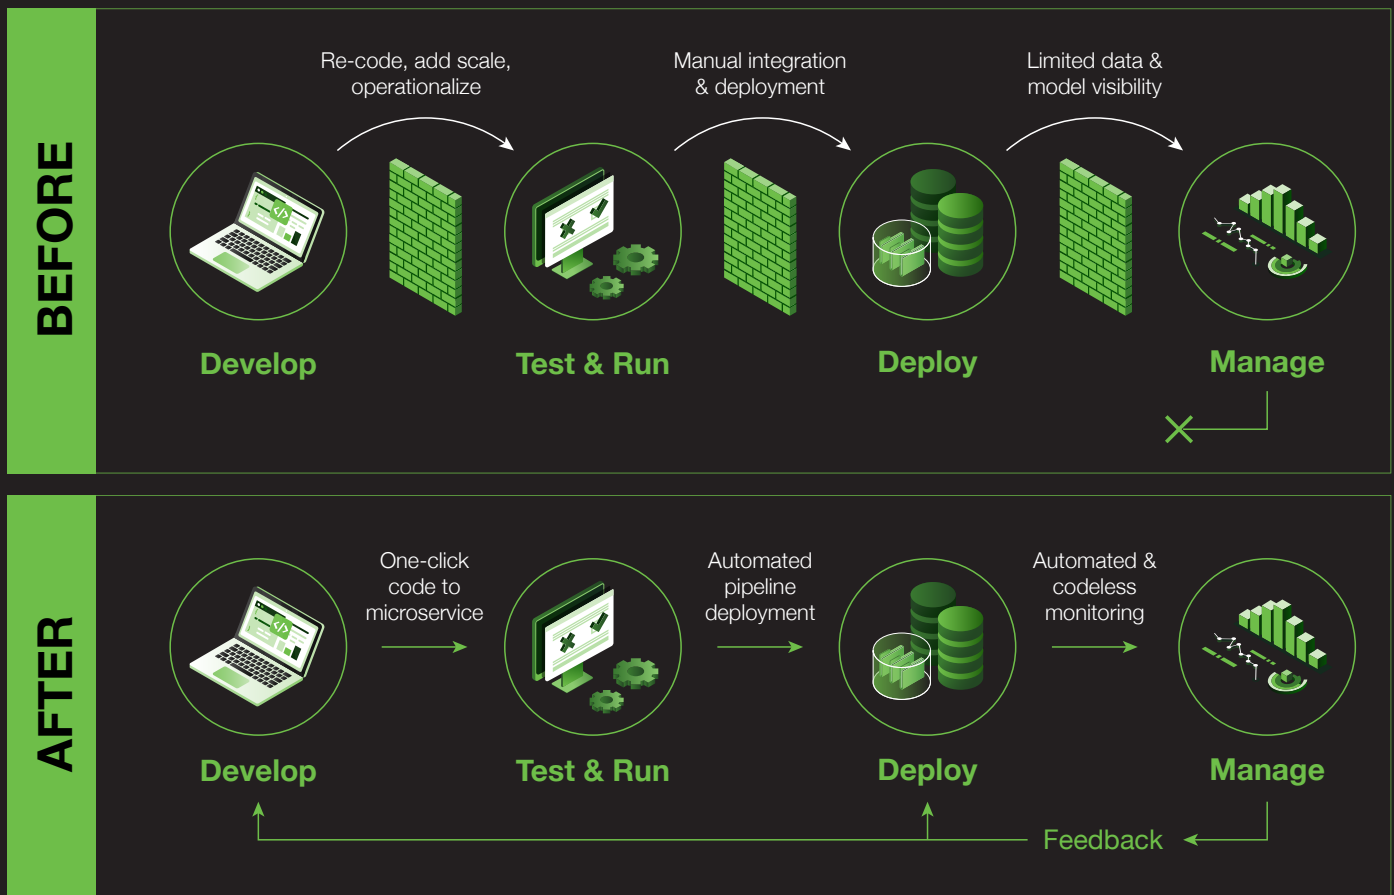 BEFORE
Re-code, add scale,
operationalize
Manual integration
& deployment
Limited data &
model visibility
</>
Develop
Test & Run
Deploy
Manage
AFTER
One-click
code to
microservice
Automated
pipeline
deployment
Automated &
codeless
monitoring
</>
Develop
Test & Run
Deploy
Manage
Feedback